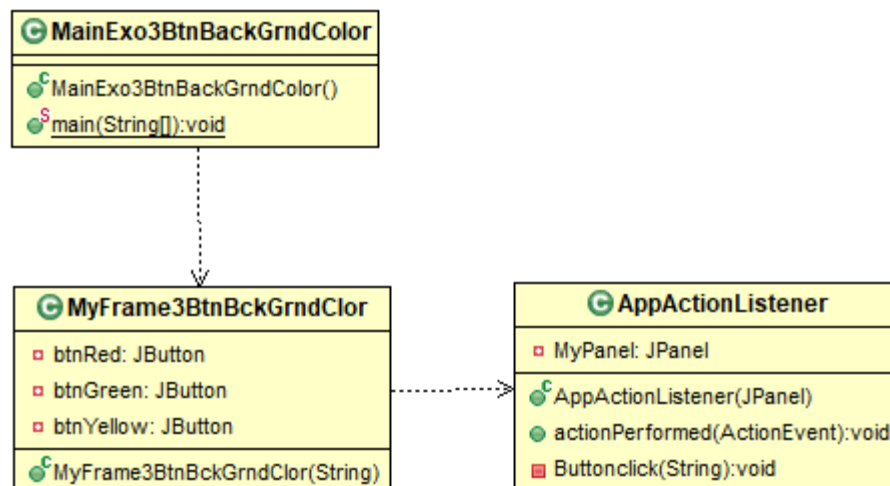 MainExo3BtnBackGrndColor
MainExo3BtnBackGrndColor()
main(String[]):void
MyFrame3BtnBckGrndClor
btnRed: JButton
btnGreen: JButton
btnYellow: JButton
MyFrame3BtnBckGrndClor(String)
AppActionListener
MyPanel: JPanel
AppActionListener(JPanel)
actionPerformed(ActionEvent):void
Buttonclick(String):void